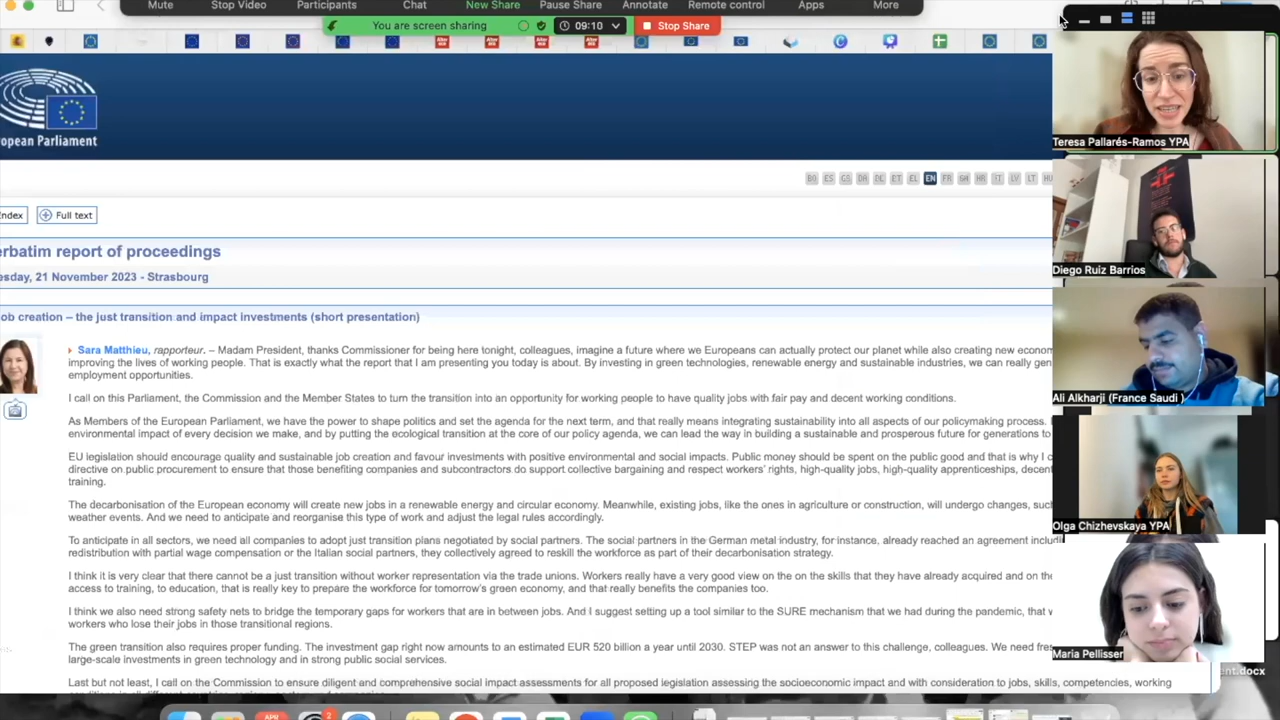 Mute Stop Video Participants Chat New Share Pause Share Annotate Remote control Apps More
You are screen sharing 09:10 Stop Share
opean Parliament
EN FR
ndex Full text
erbatim report of proceedings
esday, 21 November 2023 - Strasbourg
ob creation – the just transition and impact investments (short presentation)
Sara Matthieu, rapporteur. – Madam President, thanks Commissioner for being here tonight, colleagues, imagine a future where we Europeans can actually protect our planet while also creating new econom
improving the lives of working people. That is exactly what the report that I am presenting you today is about. By investing in green technologies, renewable energy and sustainable industries, we can really gen
employment opportunities.
I call on this Parliament, the Commission and the Member States to turn the transition into an opportunity for working people to have quality jobs with fair pay and decent working conditions.
As Members of the European Parliament, we have the power to shape politics and set the agenda for the next term, and that really means integrating sustainability into all aspects of our policymaking process.
environmental impact of every decision we make, and by putting the ecological transition at the core of our policy agenda, we can lead the way in building a sustainable and prosperous future for generations to
EU legislation should encourage quality and sustainable job creation and favour investments with positive environmental and social impacts. Public money should be spent on the public good and that is why I c
directive on public procurement to ensure that those benefiting companies and subcontractors do support collective bargaining and respect workers' rights, high-quality jobs, high-quality apprenticeships, decent
training.
The decarbonisation of the European economy will create new jobs in a renewable energy and circular economy. Meanwhile, existing jobs, like the ones in agriculture or construction, will undergo changes, suc
weather events. And we need to anticipate and reorganise this type of work and adjust the legal rules accordingly.
To anticipate in all sectors, we need all companies to adopt just transition plans negotiated by social partners. The social partners in the German metal industry, for instance, already reached an agreement includi
redistribution with partial wage compensation or the Italian social partners, they collectively agreed to reskill the workforce as part of their decarbonisation strategy.
I think it is very clear that there cannot be a just transition without worker representation via the trade unions. Workers really have a very good view on the on the skills that they have already acquired and on th
access to training, to education, that is really key to prepare the workforce for tomorrow's green economy, and that really benefits the companies too.
I think we also need strong safety nets to bridge the temporary gaps for workers that are in between jobs. And I suggest setting up a tool similar to the SURE mechanism that we had during the pandemic, that w
workers who lose their jobs in those transitional regions.
The green transition also requires proper funding. The investment gap right now amounts to an estimated EUR 520 billion a year until 2030. STEP was not an answer to this challenge, colleagues. We need fres
large-scale investments in green technology and in strong public social services.
Last but not least, I call on the Commission to ensure diligent and comprehensive social impact assessments for all proposed legislation assessing the socioeconomic impact and with consideration to jobs, skills, competencies, working
Teresa Pallarés-Ramos YPA
Diego Ruiz Barrios
Ali Alkharji (France Saudi )
Olga Chizhevskaya YPA
Maria Pellisser
nt.docx
APR
2